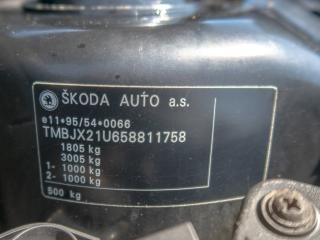 ŠKODA AUTO a.s.
e11*95/54*0066
TMBJX21U658811758
1805 kg
3005 kg
1- 1000 kg
2- 1000 kg
500 kg